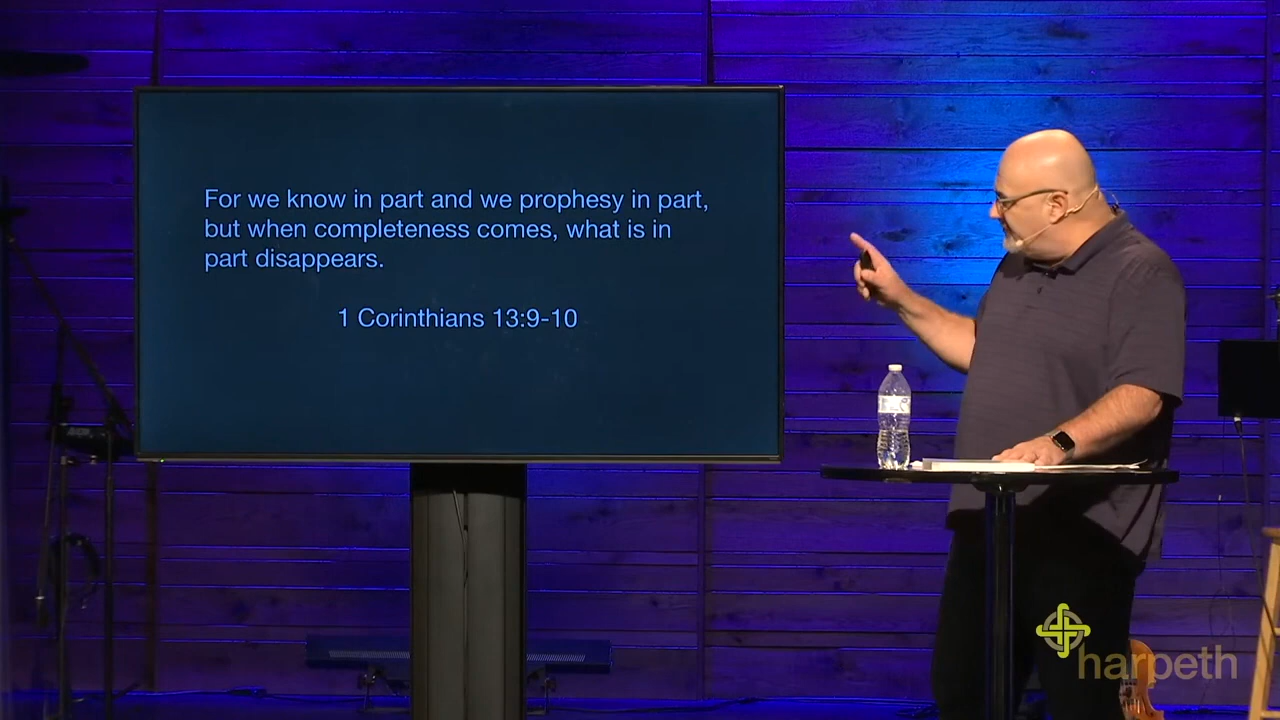 For we know in part and we prophesy in part,
but when completeness comes, what is in
part disappears.
1 Corinthians 13:9-10
harpeth